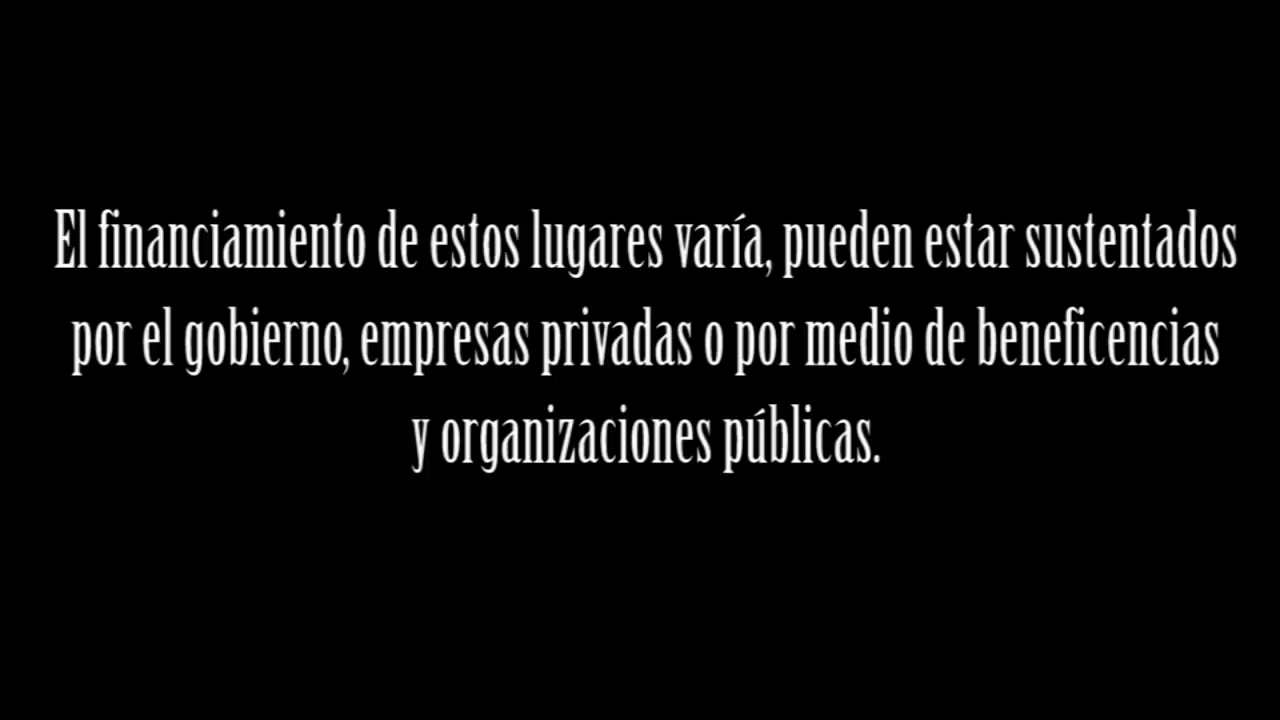 El financiamiento de estos lugares varía, pueden estar sustentados
por el gobierno, empresas privadas o por medio de beneficencias
y organizaciones públicas.